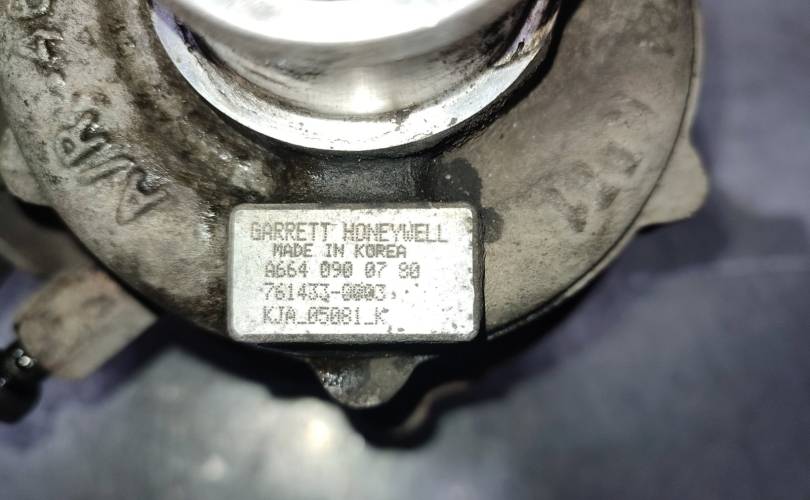 GARRETT HONEYWELL
MADE IN KOREA
A664 090 07 80
761433-0003
KJA_05081_K
A/R